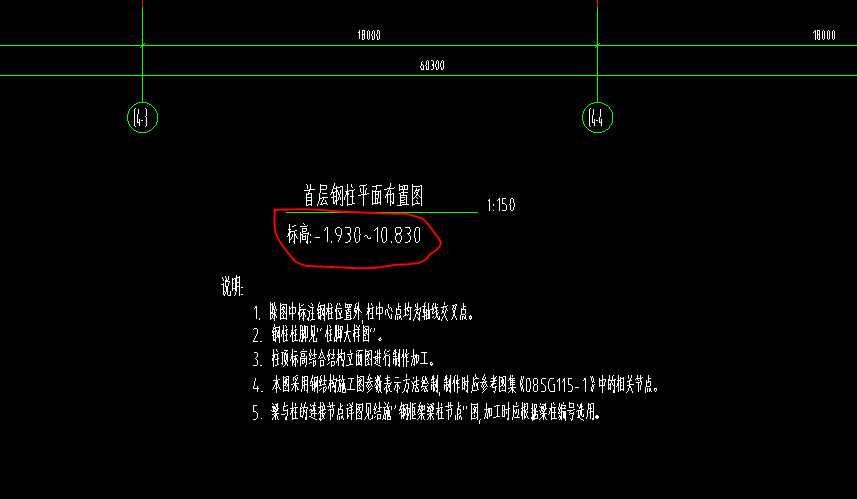 18000
18000
60300
(4-3
(4-4
首层钢柱平面布置图
1:150
标高:-1.930~10.830
说明:
1. 除图中标注钢柱位置外,柱中心点均为轴线交叉点。
2. 钢柱柱脚见"柱脚大样图"。
3. 柱顶标高结合结构立面图进行制作加工。
4. 本图采用钢结构施工图参数表示方法绘制,制作时应参考图集《08SG115-1》中的相关节点。
5. 梁与柱的连接节点详图见结施"钢框架梁柱节点"图,加工时应根据梁柱编号选用。